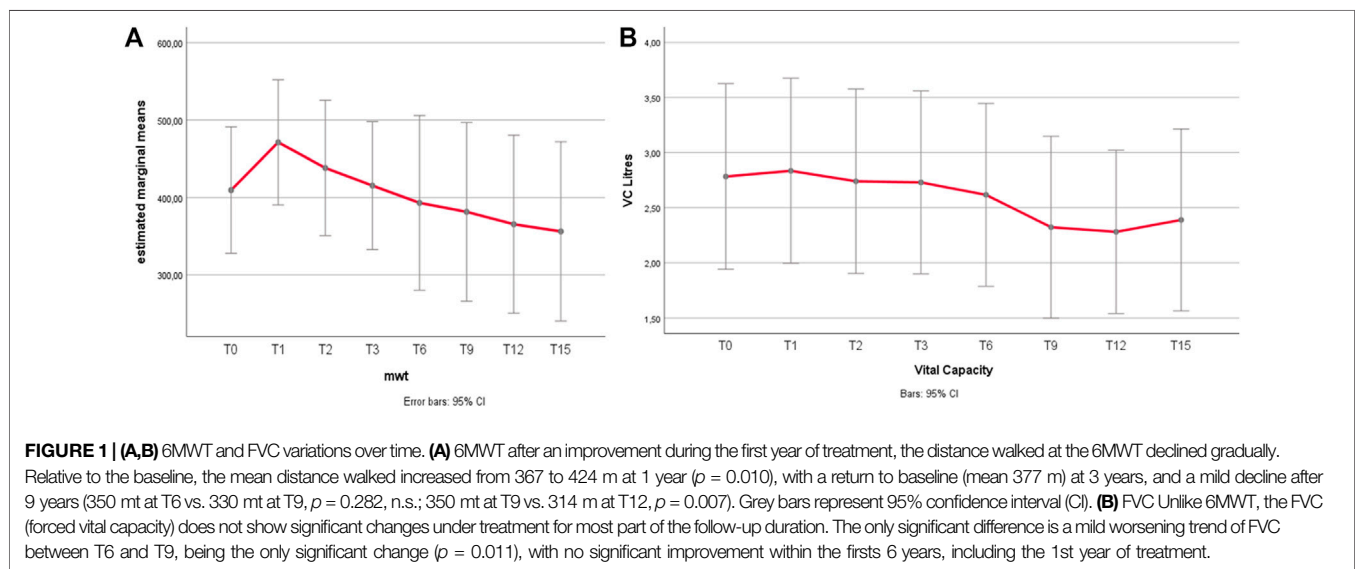 A
600,00
500,00
400,00
300,00
estimated marginal means
T0 T1 T2 T3 T6 T9 T12 T15
mwt
Error bars: 95% CI
B
4,00
3,50
3,00
2,50
2,00
1,50
VC Litres
T0 T1 T2 T3 T6 T9 T12 T15
Vital Capacity
Bars: 95% CI
FIGURE 1 | (A,B) 6MWT and FVC variations over time. (A) 6MWT after an improvement during the first year of treatment, the distance walked at the 6MWT declined gradually.
Relative to the baseline, the mean distance walked increased from 367 to 424 m at 1 year (p = 0.010), with a return to baseline (mean 377 m) at 3 years, and a mild decline after
9 years (350 mt at T6 vs. 330 mt at T9, p = 0.282, n.s.; 350 mt at T9 vs. 314 m at T12, p = 0.007). Grey bars represent 95% confidence interval (CI). (B) FVC Unlike 6MWT, the FVC
(forced vital capacity) does not show significant changes under treatment for most part of the follow-up duration. The only significant difference is a mild worsening trend of FVC
between T6 and T9, being the only significant change (p = 0.011), with no significant improvement within the firsts 6 years, including the 1st year of treatment.